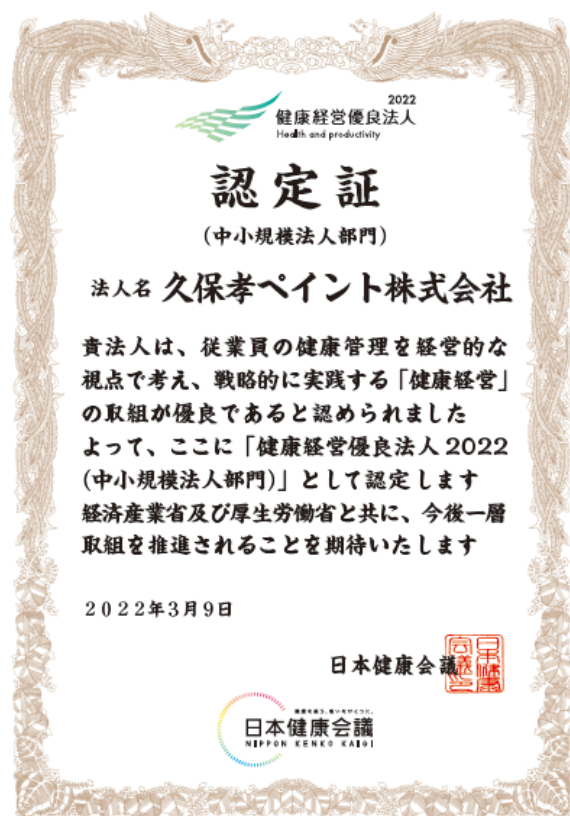 2022
健康経営優良法人
Health and productivity
認定証
(中小規模法人部門)
法人名 久保孝ペイント株式会社
貴法人は、従業員の健康管理を経営的な
視点で考え、戦略的に実践する「健康経営」
の取組が優良であると認められました
よって、ここに「健康経営優良法人2022
(中小規模法人部門)」として認定します
経済産業省及び厚生労働省と共に、今後一層
取組を推進されることを期待いたします
2022年3月9日
日本健康会議
日本健康会議
NIPPON KENKO KAIGI